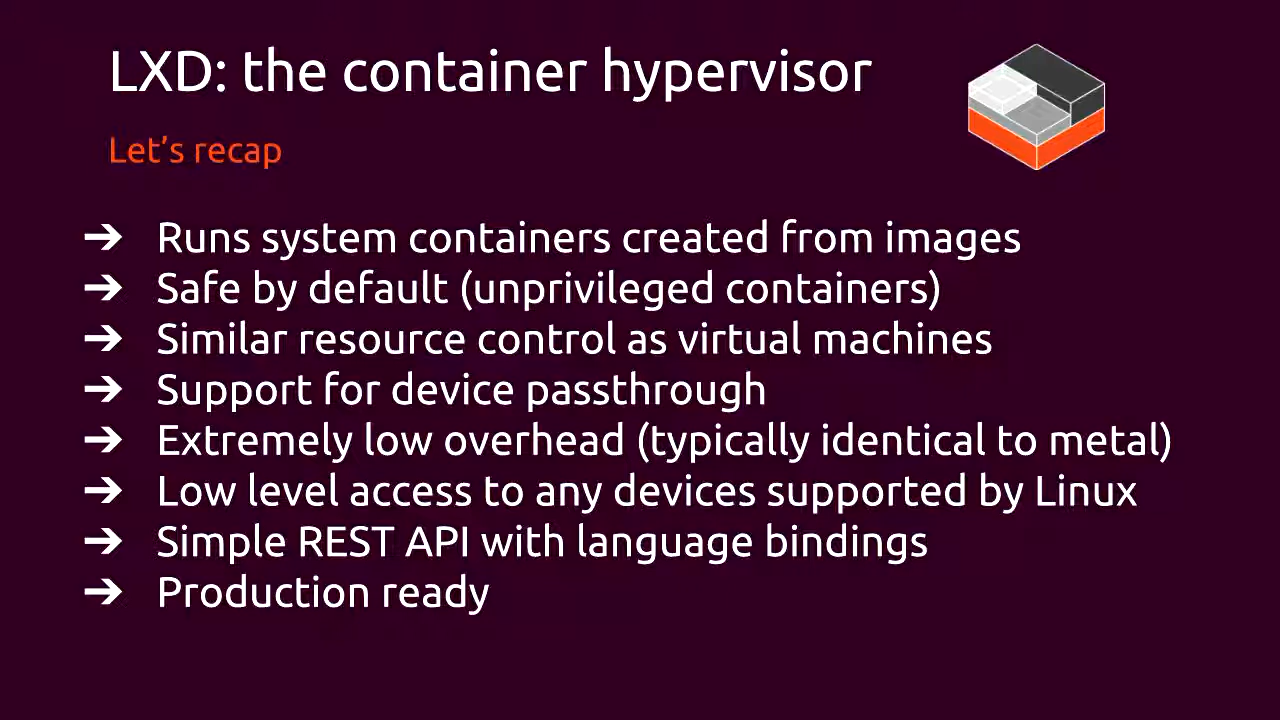 LXD: the container hypervisor
Let’s recap
➔ Runs system containers created from images
➔ Safe by default (unprivileged containers)
➔ Similar resource control as virtual machines
➔ Support for device passthrough
➔ Extremely low overhead (typically identical to metal)
➔ Low level access to any devices supported by Linux
➔ Simple REST API with language bindings
➔ Production ready